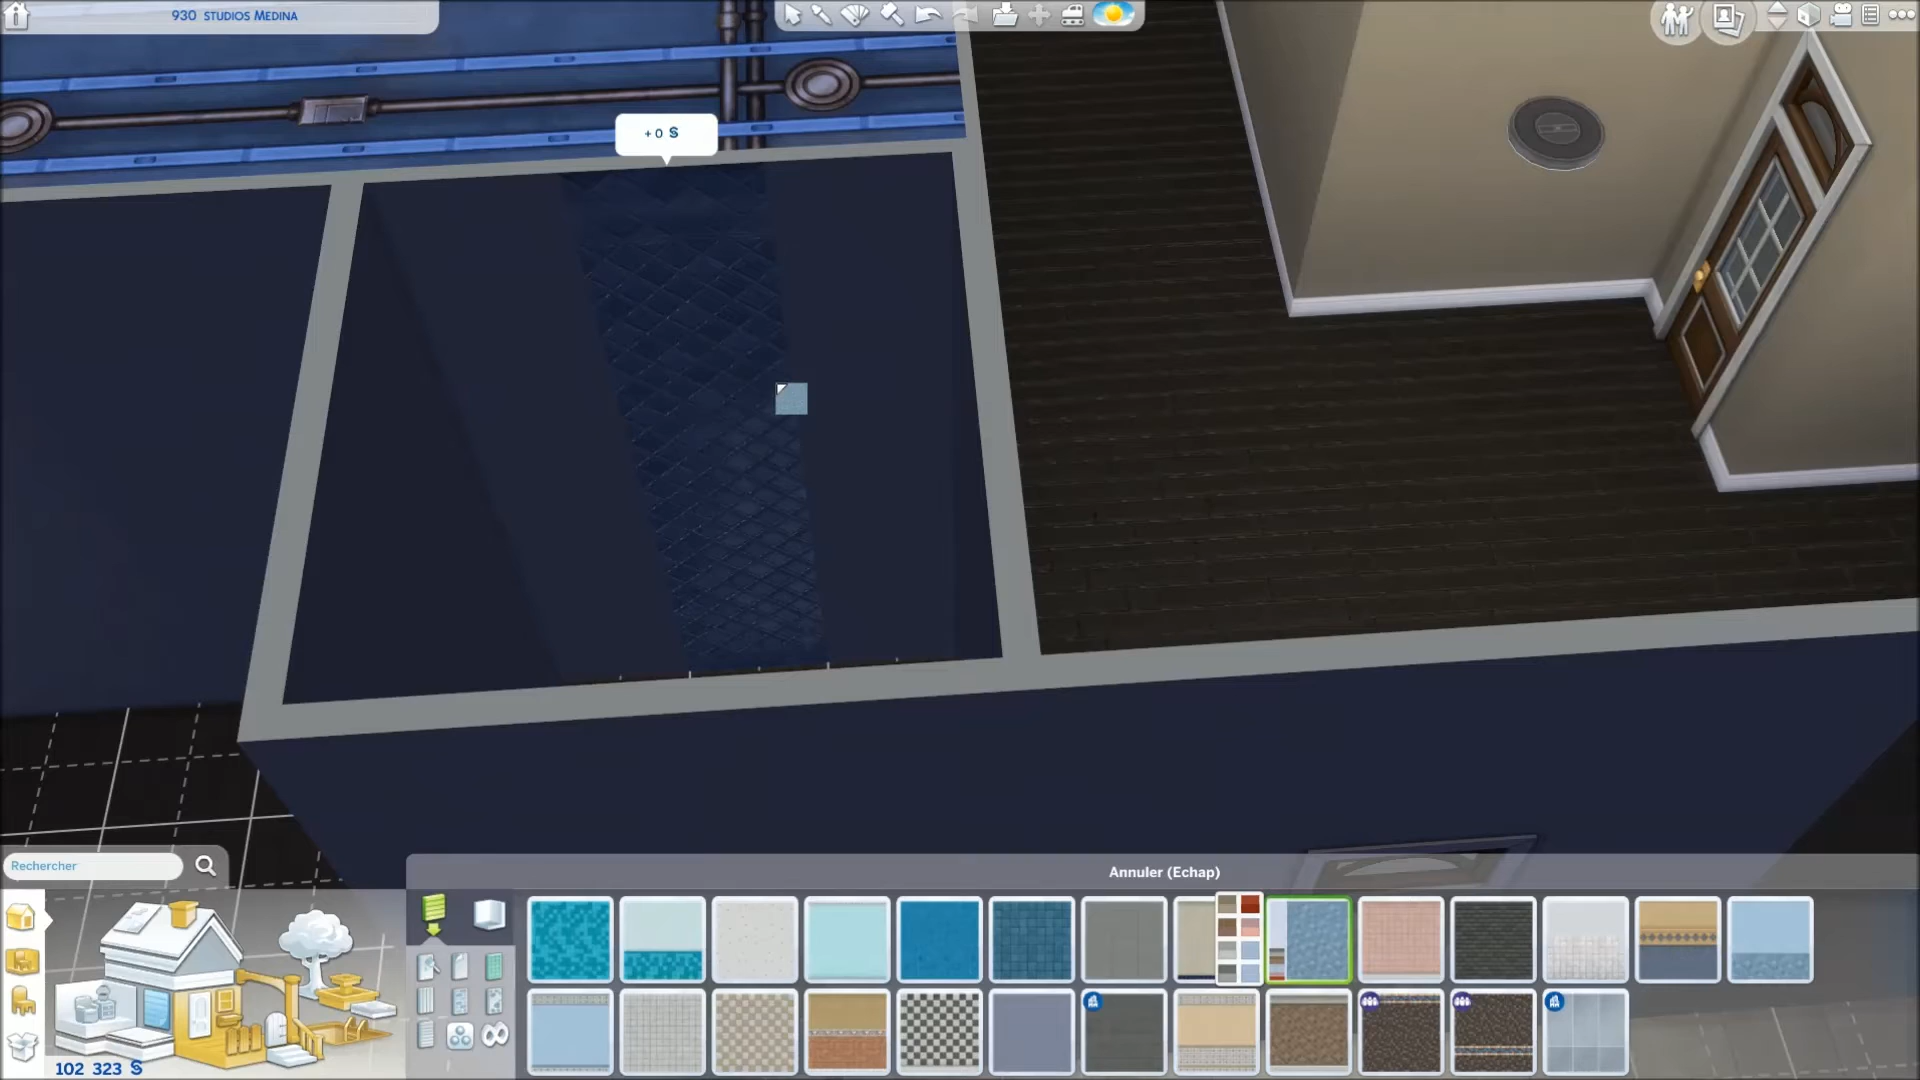 930 STUDIOS MEDINA
+0 S
Rechercher
Annuler (Echap)
102 323 S